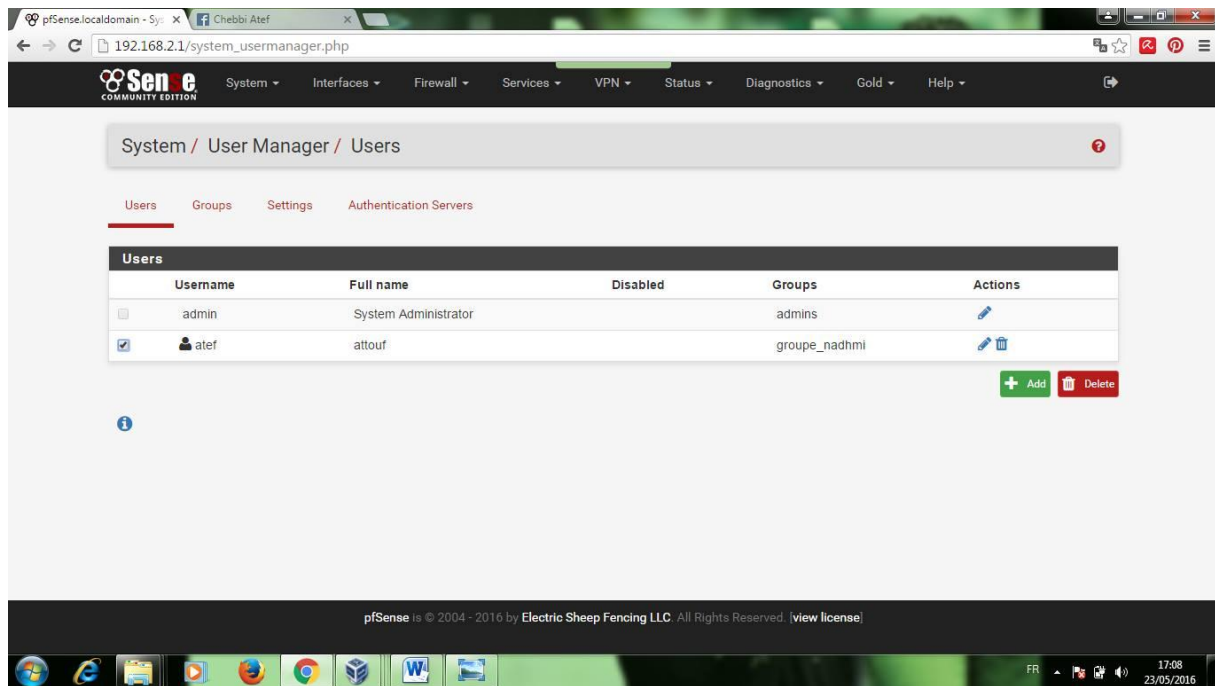 pfSense.localdomain - Sy: Chebbi Atef
192.168.2.1/system_usermanager.php
Sense System Interfaces Firewall Services VPN Status Diagnostics Gold Help
COMMUNITY EDITION
System / User Manager / Users
Users Groups Settings Authentication Servers
Users
Username Full name Disabled Groups Actions
admin System Administrator admins
atef attouf groupe_nadhmi
Add Delete
pfSense is © 2004 - 2016 by Electric Sheep Fencing LLC. All Rights Reserved. [view license]
FR 17:08
23/05/2016